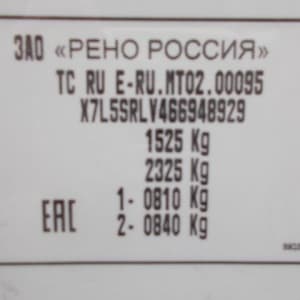 ЗАО «РЕНО РОССИЯ»
TC RU E-RU.MT02.00095
X7L5SRLV466948929
1525 Kg
2325 Kg
1- 0810 Kg
EAC 2- 0840 Kg